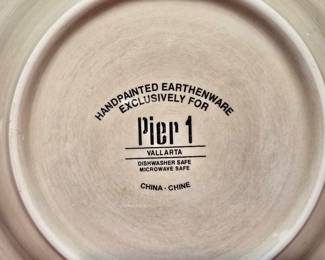 HANDPAINTED EARTHENWARE
EXCLUSIVELY FOR
Pier 1
VALLARTA
DISHWASHER SAFE
MICROWAVE SAFE
CHINA - CHINE